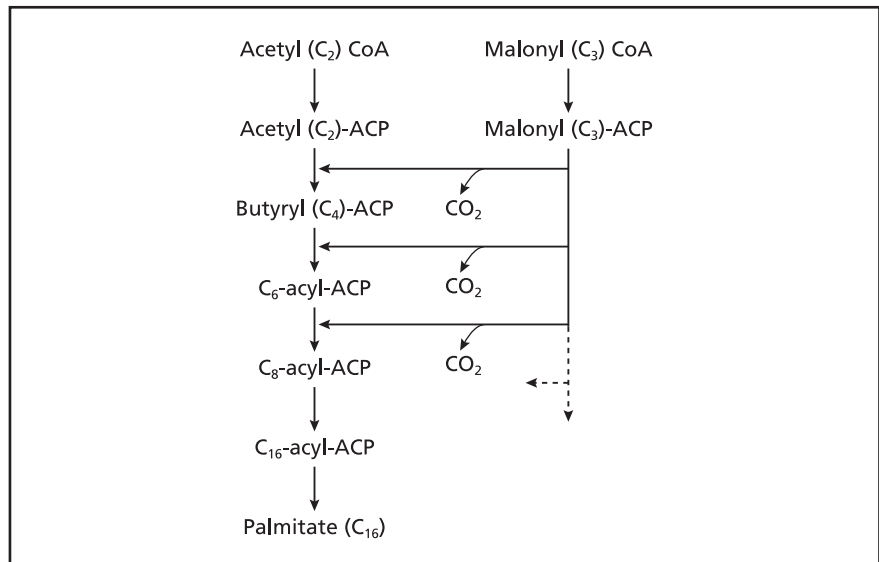 Acetyl (C₂) CoA Malonyl (C₃) CoA
Acetyl (C₂)-ACP Malonyl (C₃)-ACP
CO₂
Butyryl (C₄)-ACP
CO₂
C₆-acyl-ACP
CO₂
C₈-acyl-ACP
C₁₆-acyl-ACP
Palmitate (C₁₆)